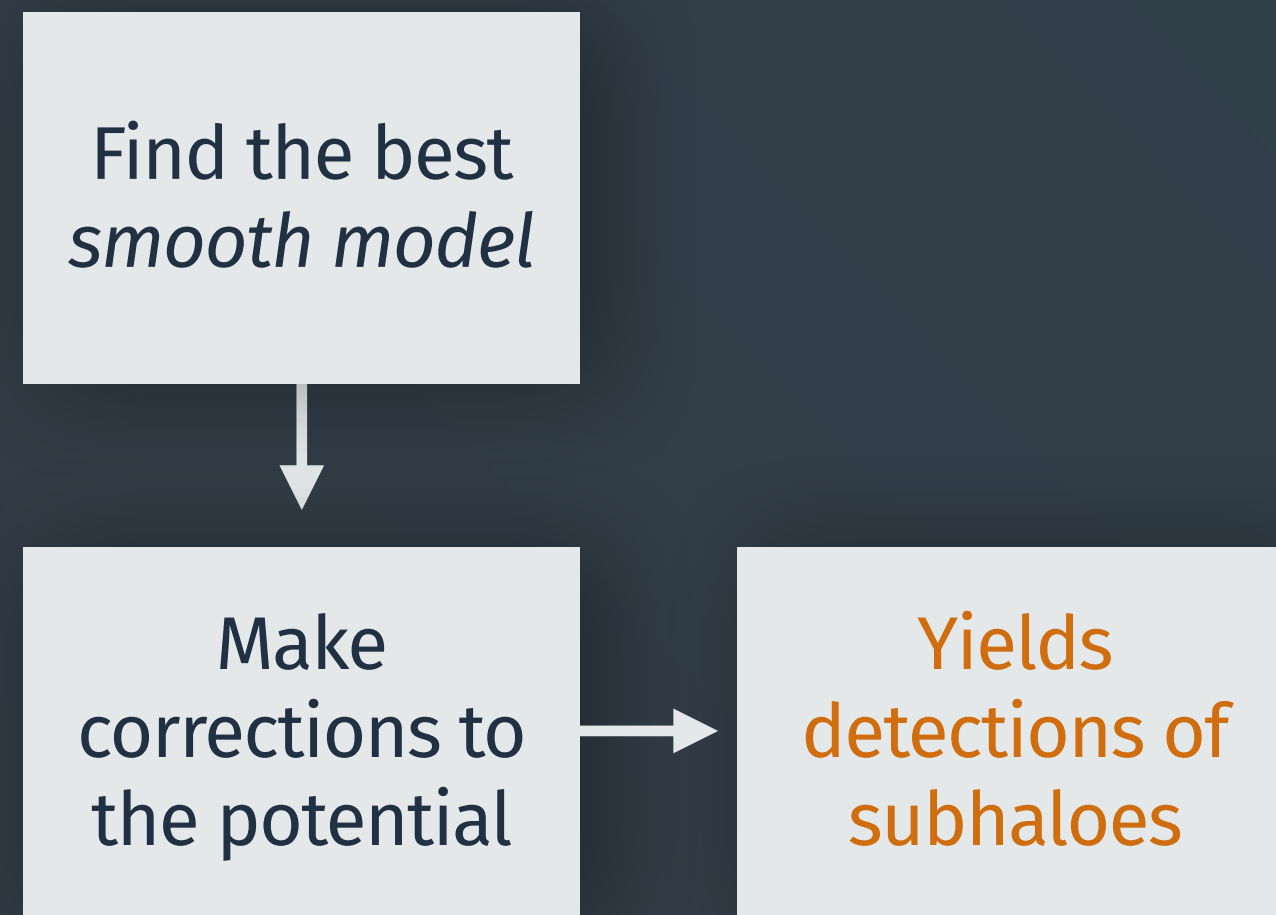 Find the best
smooth model
Make
corrections to
the potential
Yields
detections of
subhaloes